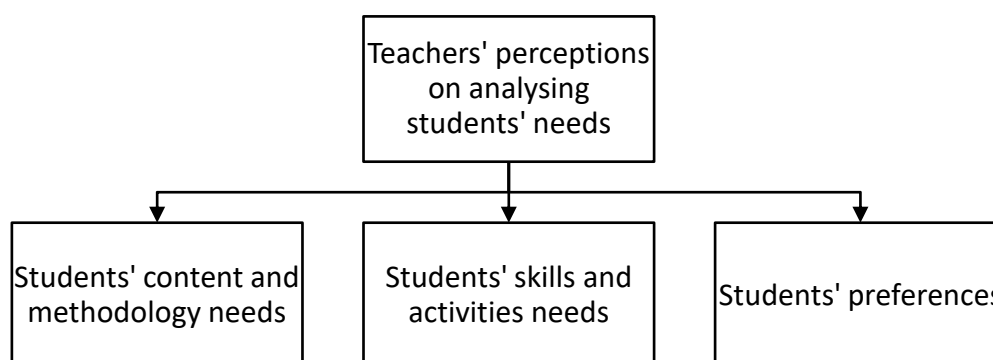 Teachers' perceptions
on analysing
students' needs
Students' content and
methodology needs
Students' skills and
activities needs
Students' preferences